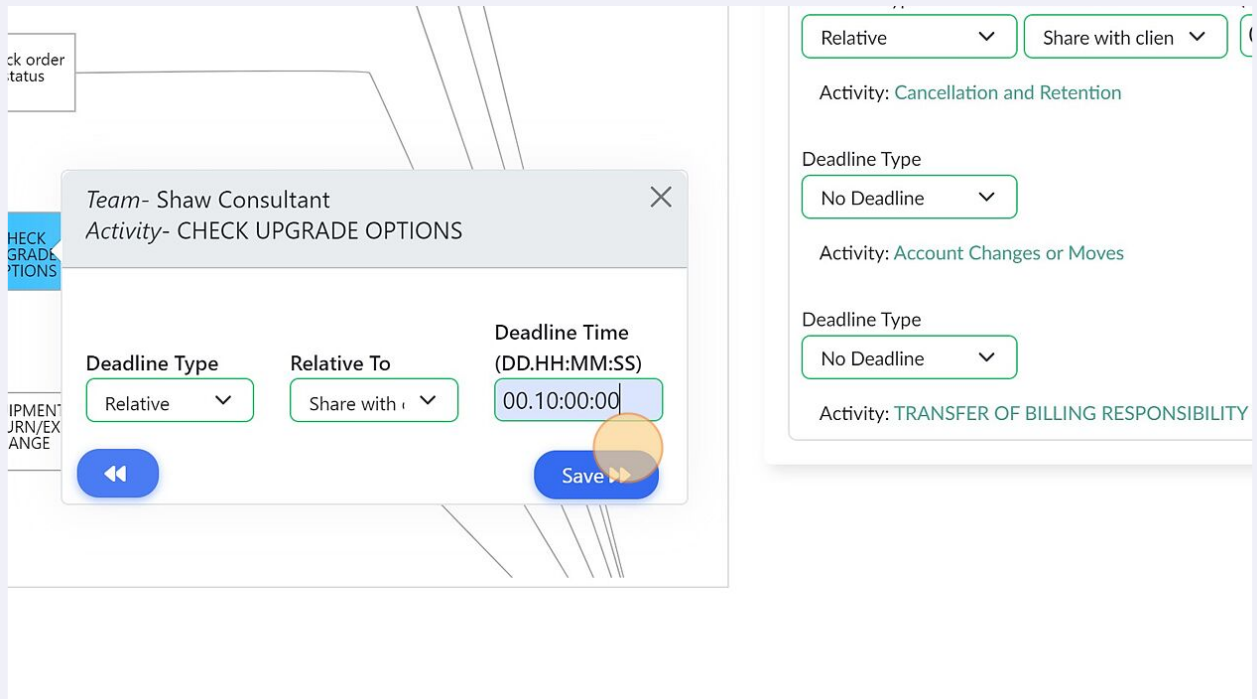 ck order
status
HECK
GRADE
PTIONS
IPMENT
URN/EX
ANGE
Team- Shaw Consultant
Activity- CHECK UPGRADE OPTIONS
Deadline Type
Relative To
Deadline Time
(DD.HH:MM:SS)
Relative
Share with
00.10:00:00
Save
Relative
Share with clien
Activity: Cancellation and Retention
Deadline Type
No Deadline
Activity: Account Changes or Moves
Deadline Type
No Deadline
Activity: TRANSFER OF BILLING RESPONSIBILITY